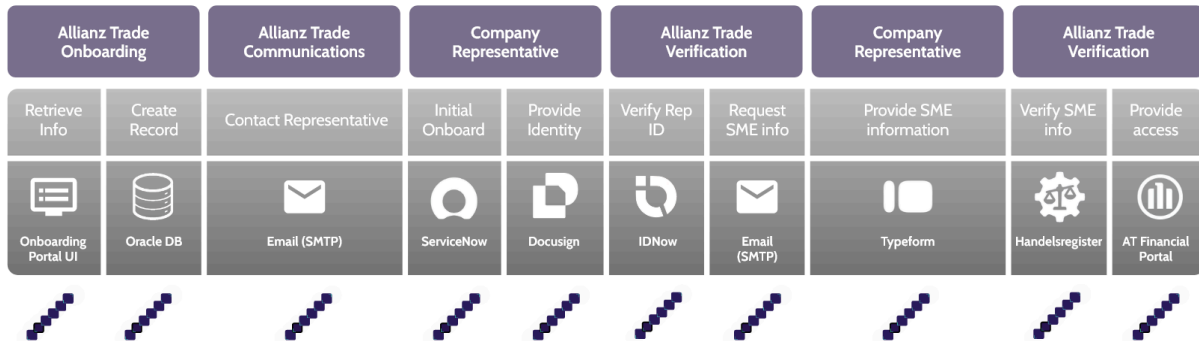 Allianz Trade
Onboarding
Allianz Trade
Communications
Company
Representative
Allianz Trade
Verification
Company
Representative
Allianz Trade
Verification
Retrieve
Info
Create
Record
Contact Representative
Initial
Onboard
Provide
Identity
Verify Rep
ID
Request
SME info
Provide SME
information
Verify SME
info
Provide
access
Onboarding
Portal UI
Oracle DB
Email (SMTP)
ServiceNow
Docusign
IDNow
Email
(SMTP)
Typeform
Handelsregister
AT Financial
Portal